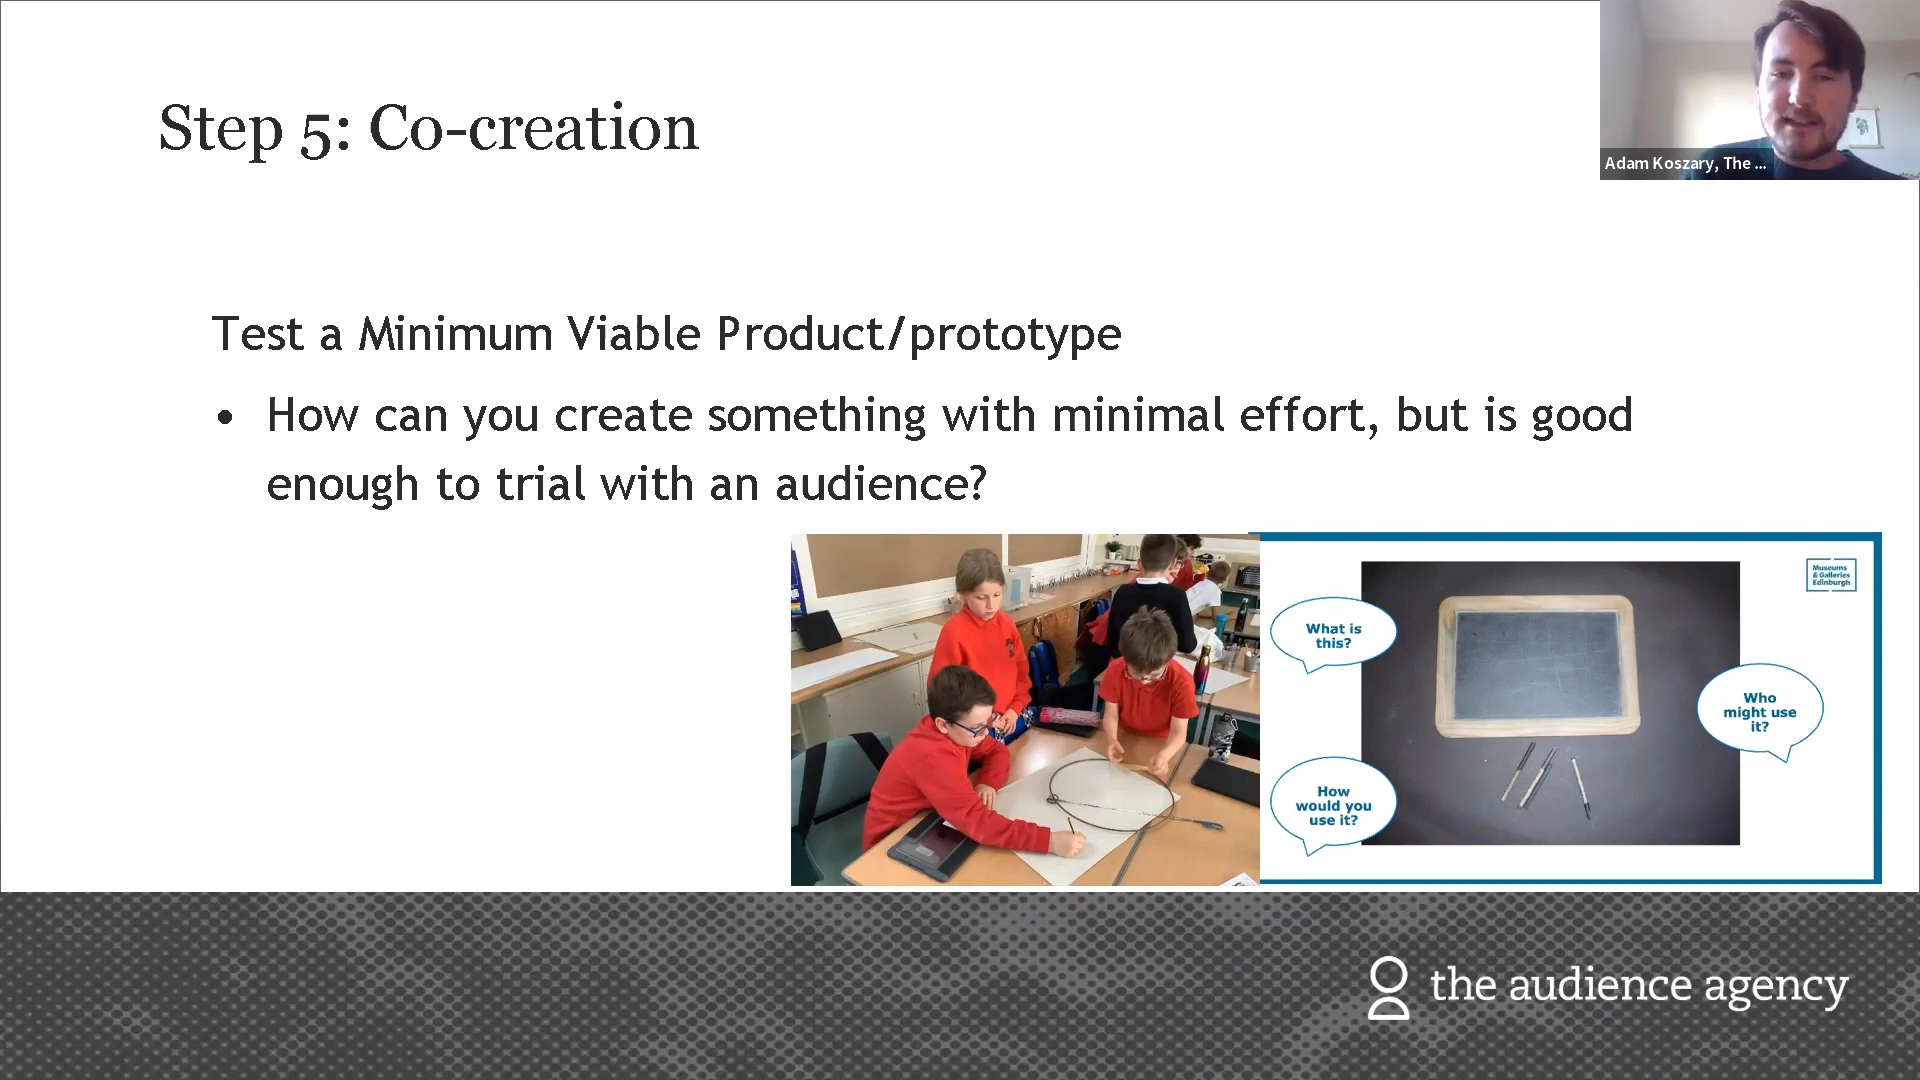 Step 5: Co-creation
Adam Koszary, The ...
Test a Minimum Viable Product/prototype
• How can you create something with minimal effort, but is good
enough to trial with an audience?
Museums
& Galleries
Edinburgh
What is
this?
Who
might use
it?
How
would you
use it?
the audience agency